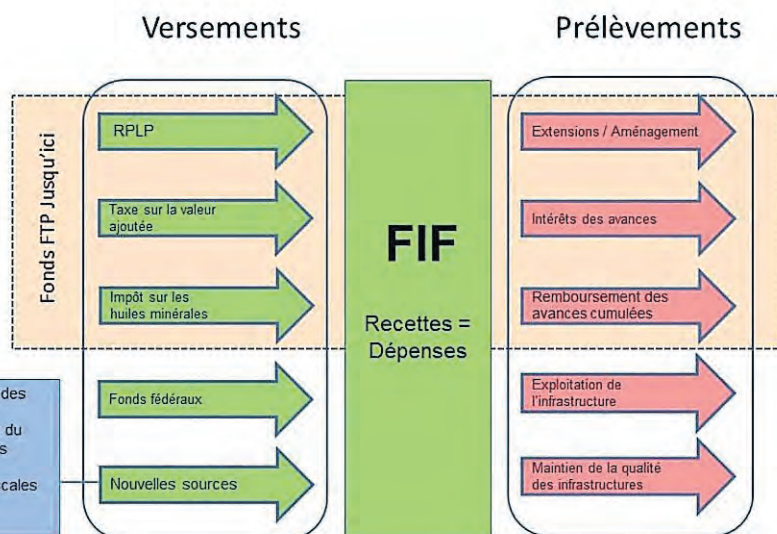 Versements
Prélèvements
Fonds FTP Jusqu'ici
RPLP
Taxe sur la valeur
ajoutée
Impôt sur les
huiles minérales
Fonds fédéraux
Nouvelles sources
des
du
s
scales
FIF
Recettes =
Dépenses
Extensions / Aménagement
Intérêts des avances
Remboursement des
avances cumulées
Exploitation de
l'infrastructure
Maintien de la qualité
des infrastructures